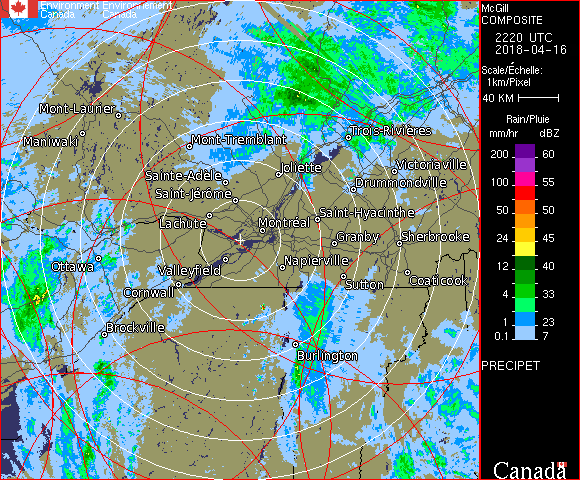 Environment Environnement
Canada Canada
McGill
COMPOSITE
2220 UTC
2018-04-16
Scale/Échelle:
1km/Pixel
40 KM
Rain/Pluie
mm/hr dBZ
200 60
100 55
50 50
24 45
12 40
4 33
1 23
0.1 7
PRECIPET
Canada
Mont-Laurier
Maniwaki
Mont-Tremblant
Trois-Rivières
Sainte-Adèle
Joliette
Victoriaville
Saint-Jérôme
Drummondville
Lachute
Montréal
Saint-Hyacinthe
Granby
Sherbrooke
Ottawa
Valleyfield
Napierville
Cornwall
Sutton
Coaticook
Brockville
Burlington